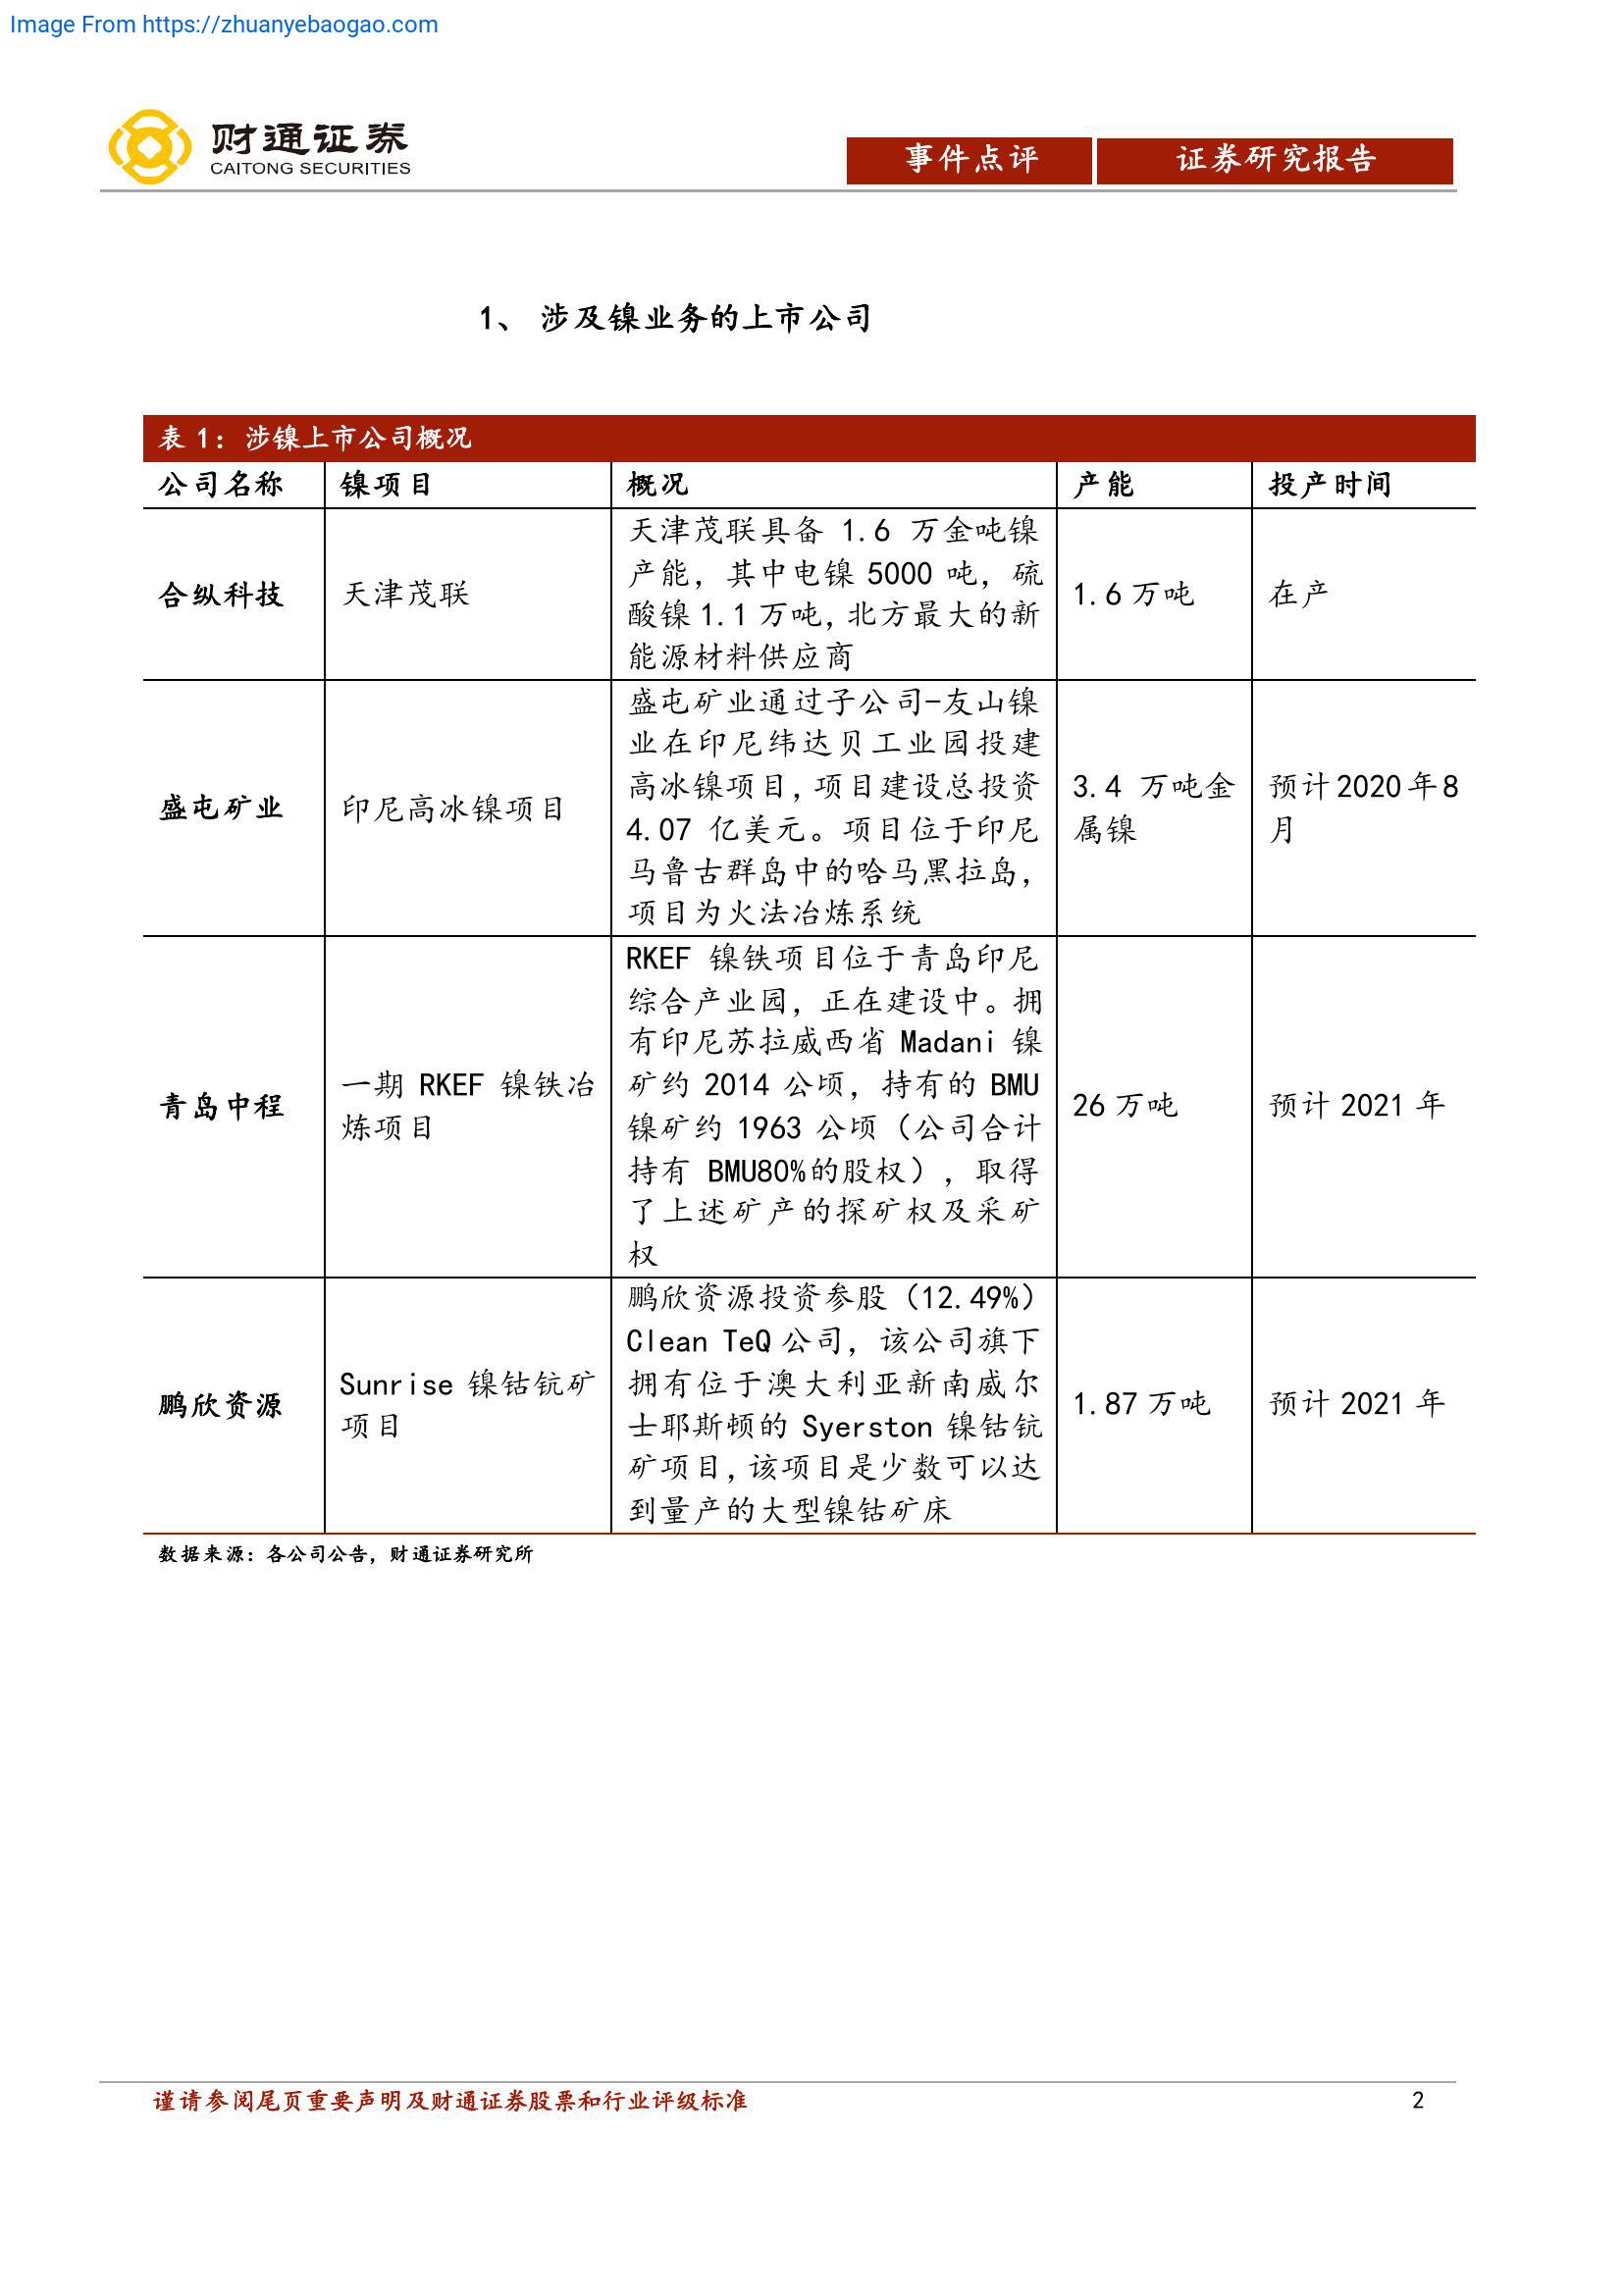 Image From https://zhuanyebaogao.com
财通证券
CAITONG SECURITIES
事件点评
证券研究报告
1、 涉及镍业务的上市公司
表 1：涉镍上市公司概况
公司名称 镍项目 概况 产能 投产时间
合纵科技
天津茂联
天津茂联具备 1.6 万金吨镍
产能，其中电镍 5000 吨，硫
酸镍 1.1 万吨，北方最大的新
能源材料供应商
1.6 万吨
在产
盛屯矿业
印尼高冰镍项目
盛屯矿业通过子公司-友山镍
业在印尼纬达贝工业园投建
高冰镍项目，项目建设总投资
4.07 亿美元。项目位于印尼
马鲁古群岛中的哈马黑拉岛，
项目为火法冶炼系统
3.4 万吨金
属镍
预计 2020 年 8
月
青岛中程
一期 RKEF 镍铁冶
炼项目
RKEF 镍铁项目位于青岛印尼
综合产业园，正在建设中。拥
有印尼苏拉威西省 Madani 镍
矿约 2014 公顷，持有的 BMU
镍矿约 1963 公顷（公司合计
持有 BMU80%的股权），取得
了上述矿产的探矿权及采矿
权
26 万吨
预计 2021 年
鹏欣资源
Sunrise 镍钴钪矿
项目
鹏欣资源投资参股（12.49%）
Clean TeQ 公司，该公司旗下
拥有位于澳大利亚新南威尔
士耶斯顿的 Syerston 镍钴钪
矿项目，该项目是少数可以达
到量产的大型镍钴矿床
1.87 万吨
预计 2021 年
数据来源：各公司公告，财通证券研究所
谨请参阅尾页重要声明及财通证券股票和行业评级标准
2